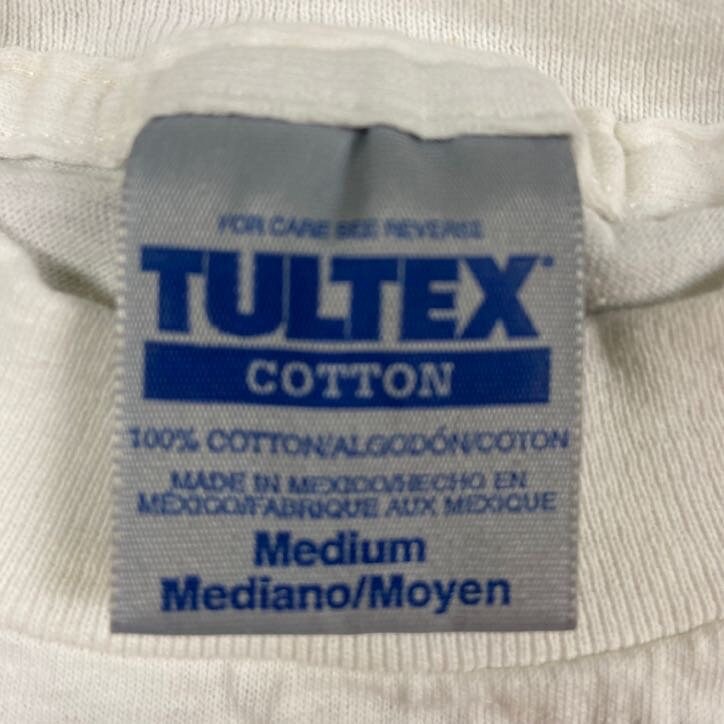 FOR CARE SEE REVERSE
TULTEX
COTTON
100% COTTON/ALGODÓN/COTON
MADE IN MEXICO/HECHO EN
MÉXICO/FABRIQUE AUX MEXIQUE
Medium
Mediano/Moyen